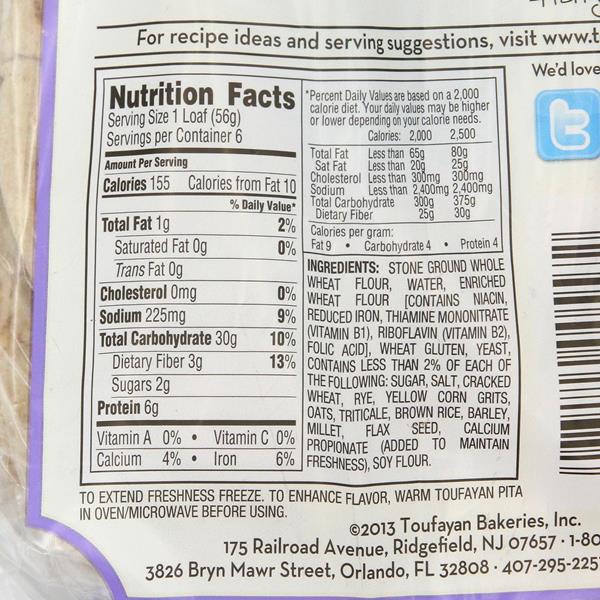 For recipe ideas and serving suggestions, visit www.t
We'd love
Nutrition Facts
Serving Size 1 Loaf (56g)
Servings per Container 6
Amount Per Serving
Calories 155 Calories from Fat 10
% Daily Value*
Total Fat 1g 2%
Saturated Fat 0g 0%
Trans Fat 0g
Cholesterol 0mg 0%
Sodium 225mg 9%
Total Carbohydrate 30g 10%
Dietary Fiber 3g 13%
Sugars 2g
Protein 6g
Vitamin A 0% • Vitamin C 0%
Calcium 4% • Iron 6%
*Percent Daily Values are based on a 2,000
calorie diet. Your daily values may be higher
or lower depending on your calorie needs.
Calories: 2,000 2,500
Total Fat Less than 65g 80g
Sat Fat Less than 20g 25g
Cholesterol Less than 300mg 300mg
Sodium Less than 2,400mg 2,400mg
Total Carbohydrate 300g 375g
Dietary Fiber 25g 30g
Calories per gram:
Fat 9 • Carbohydrate 4 • Protein 4
INGREDIENTS: STONE GROUND WHOLE
WHEAT FLOUR, WATER, ENRICHED
WHEAT FLOUR [CONTAINS NIACIN,
REDUCED IRON, THIAMINE MONONITRATE
(VITAMIN B1), RIBOFLAVIN (VITAMIN B2),
FOLIC ACID], WHEAT GLUTEN, YEAST,
CONTAINS LESS THAN 2% OF EACH OF
THE FOLLOWING: SUGAR, SALT, CRACKED
WHEAT, RYE, YELLOW CORN GRITS,
OATS, TRITICALE, BROWN RICE, BARLEY,
MILLET, FLAX SEED, CALCIUM
PROPIONATE (ADDED TO MAINTAIN
FRESHNESS), SOY FLOUR.
TO EXTEND FRESHNESS FREEZE. TO ENHANCE FLAVOR, WARM TOUFAYAN PITA
IN OVEN/MICROWAVE BEFORE USING.
©2013 Toufayan Bakeries, Inc.
175 Railroad Avenue, Ridgefield, NJ 07657 · 1-80
3826 Bryn Mawr Street, Orlando, FL 32808 · 407-295-225